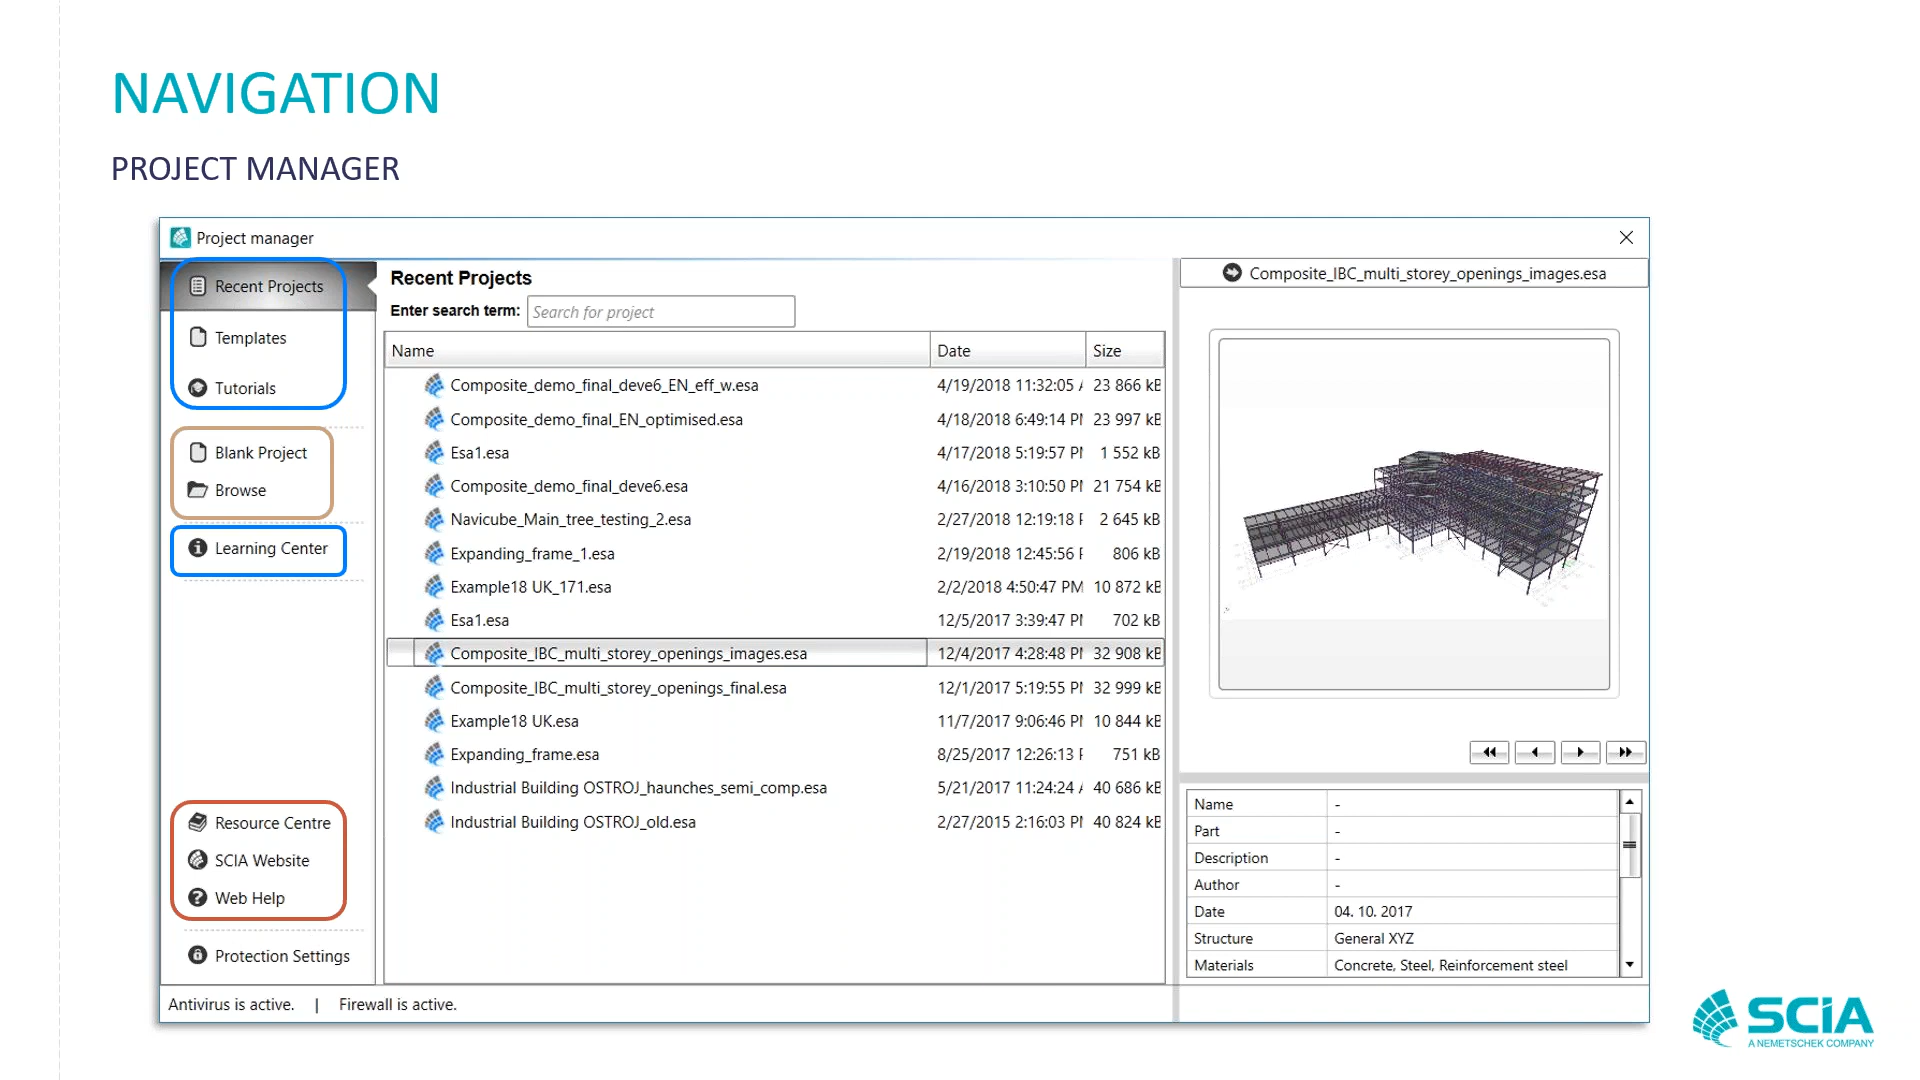 NAVIGATION
PROJECT MANAGER
Project manager
Recent Projects
Templates
Tutorials
Blank Project
Browse
Learning Center
Resource Centre
SCIA Website
Web Help
Protection Settings
Recent Projects
Enter search term: Search for project
Name Date Size
Composite_demo_final_deve6_EN_eff_w.esa 4/19/2018 11:32:05 23 866 kB
Composite_demo_final_EN_optimised.esa 4/18/2018 6:49:14 PM 23 997 kB
Esa1.esa 4/17/2018 5:19:57 PM 1 552 kB
Composite_demo_final_deve6.esa 4/16/2018 3:10:50 PM 21 754 kB
Navicube_Main_tree_testing_2.esa 2/27/2018 12:19:18 2 645 kB
Expanding_frame_1.esa 2/19/2018 12:45:56 806 kB
Example18 UK_171.esa 2/2/2018 4:50:47 PM 10 872 kB
Esa1.esa 12/5/2017 3:39:47 PM 702 kB
Composite_IBC_multi_storey_openings_images.esa 12/4/2017 4:28:48 PM 32 908 kB
Composite_IBC_multi_storey_openings_final.esa 12/1/2017 5:19:55 PM 32 999 kB
Example18 UK.esa 11/7/2017 9:06:46 PM 10 844 kB
Expanding_frame.esa 8/25/2017 12:26:13 751 kB
Industrial Building OSTROJ_haunches_semi_comp.esa 5/21/2017 11:24:24 40 686 kB
Industrial Building OSTROJ_old.esa 2/27/2015 2:16:03 PM 40 824 kB
Composite_IBC_multi_storey_openings_images.esa
Name -
Part -
Description -
Author -
Date 04. 10. 2017
Structure General XYZ
Materials Concrete, Steel, Reinforcement steel
Antivirus is active. | Firewall is active.
SCIA
A NEMETSCHEK COMPANY